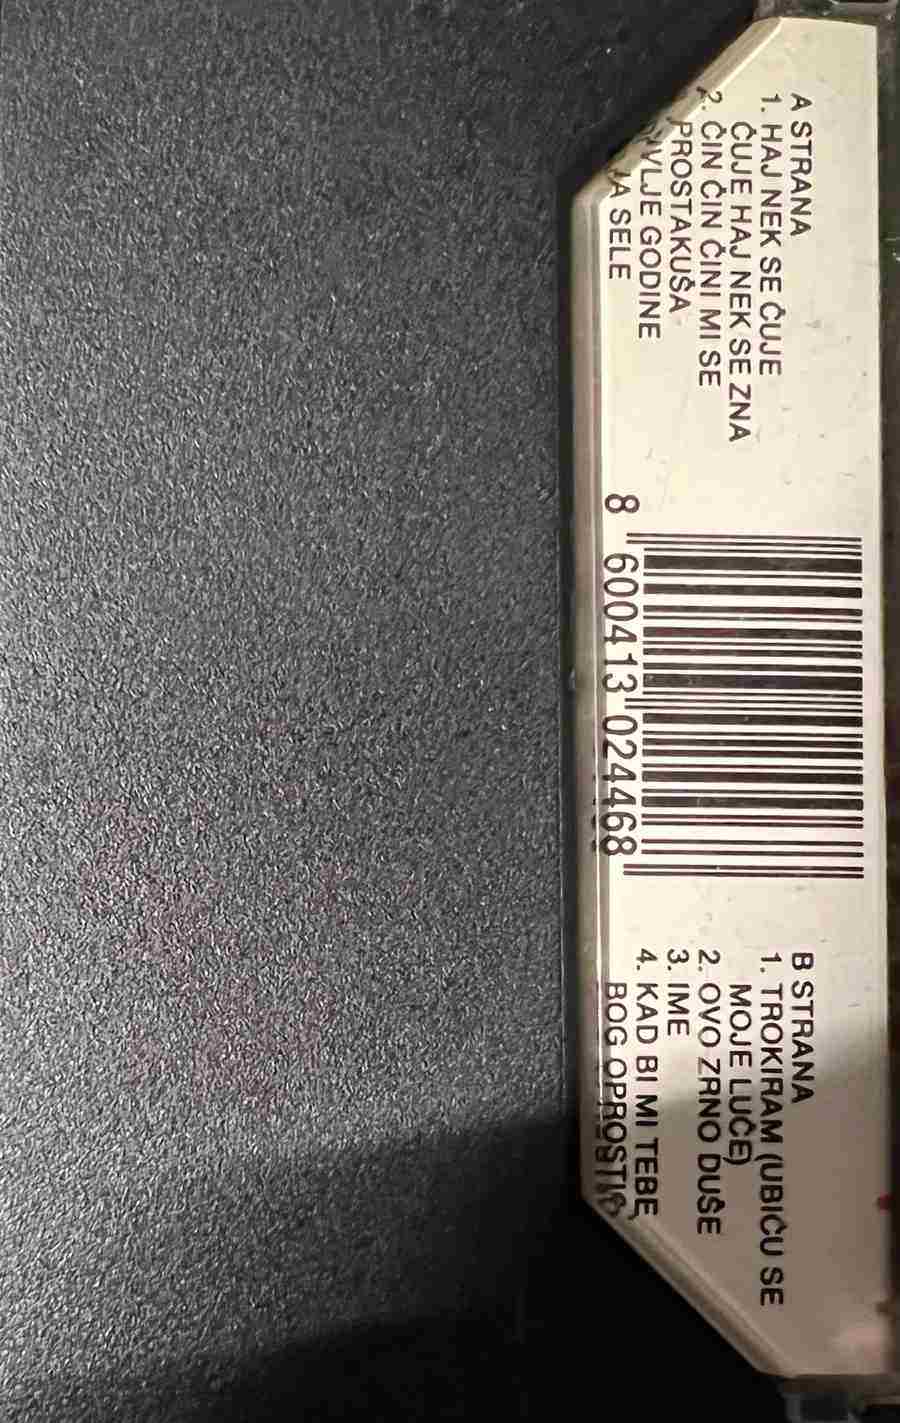 A STRANA
1. HAJ NEK SE ČUJE
ČUJE HAJ NEK SE ZNA
2. ČIN ČIN ČINI MI SE
PROSTAKUŠA
GODINE
SELE
8 600413 024468
B STRANA
1. TROKIRAM (UBIĆU SE
MOJE LUČE)
2. OVO ZRNO DUŠE
3. IME
4. KAD BI MI TEBE
BOG OPROSTIO